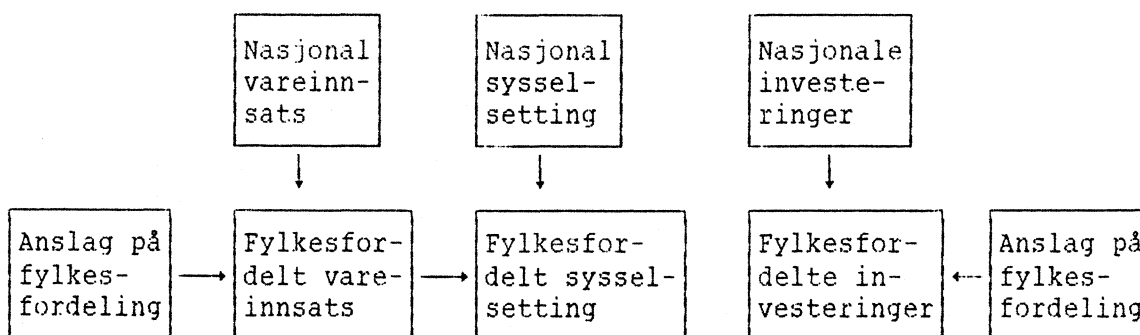 Nasjonal
vareinn-
sats
Nasjonal
syssel-
setting
Nasjonale
investe-
ringer
Anslag på
fylkes-
fordeling
Fylkesfor-
delt vare-
innsats
Fylkesfor-
delt syssel-
setting
Fylkesfor-
delte in-
vesteringer
Anslag på
fylkes-
fordeling